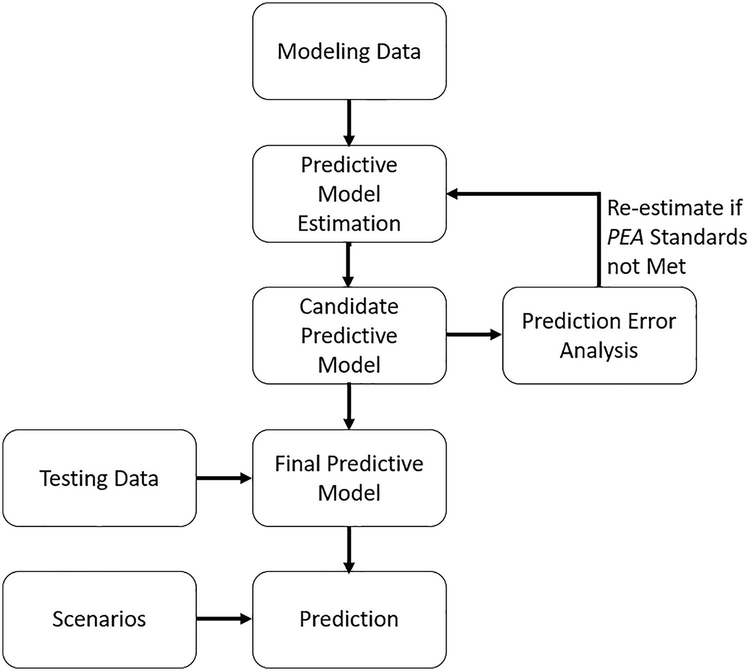 Modeling Data
Predictive
Model
Estimation
Re-estimate if
PEA Standards
not Met
Candidate
Predictive
Model
Prediction Error
Analysis
Testing Data
Final Predictive
Model
Scenarios
Prediction